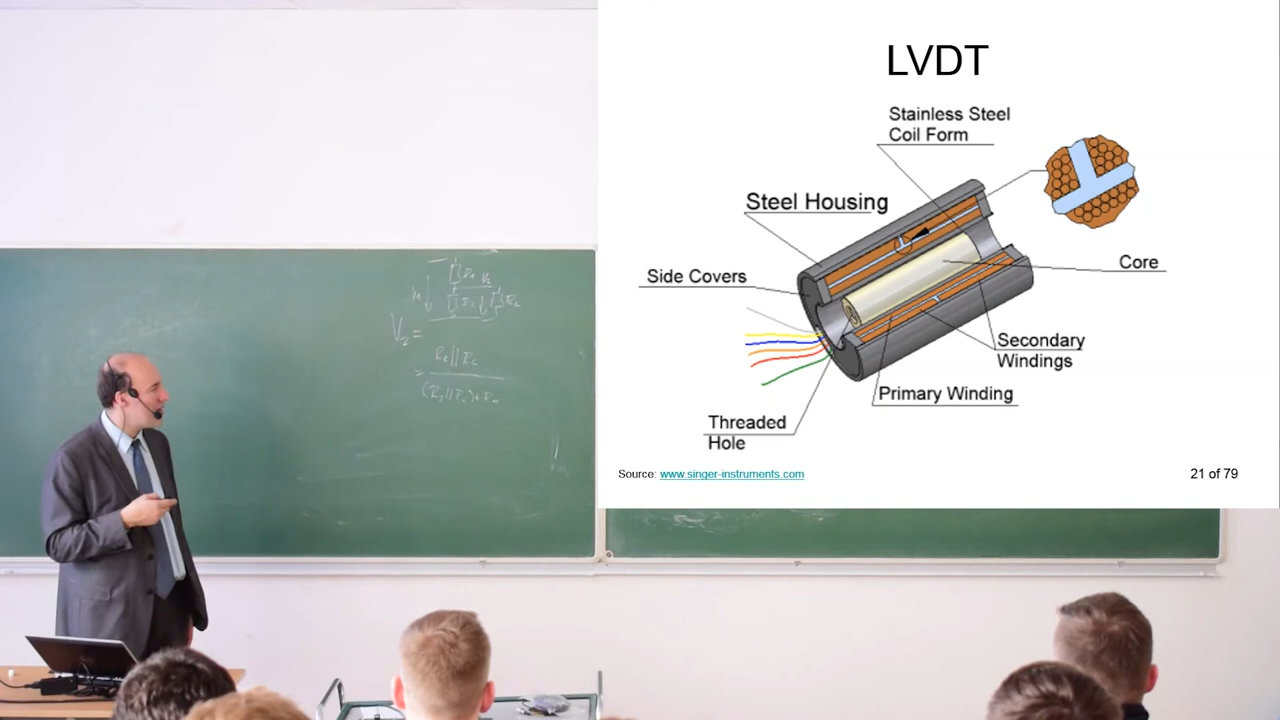 LVDT
Stainless Steel
Coil Form
Steel Housing
Side Covers
Core
Secondary
Windings
Primary Winding
Threaded
Hole
Source: www.singer-instruments.com
21 of 79
V₂ =